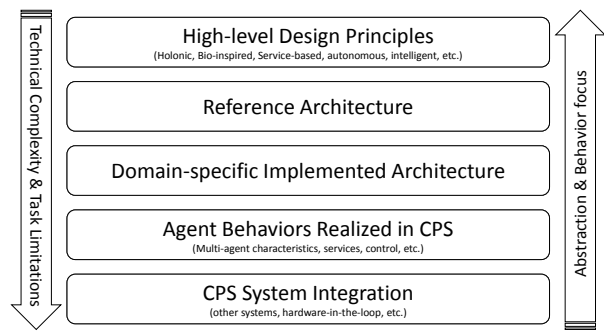 High-level Design Principles
(Holonic, Bio-inspired, Service-based, autonomous, intelligent, etc.)
Reference Architecture
Domain-specific Implemented Architecture
Agent Behaviors Realized in CPS
(Multi-agent characteristics, services, control, etc.)
CPS System Integration
(other systems, hardware-in-the-loop, etc.)
Technical Complexity & Task Limitations
Abstraction & Behavior focus